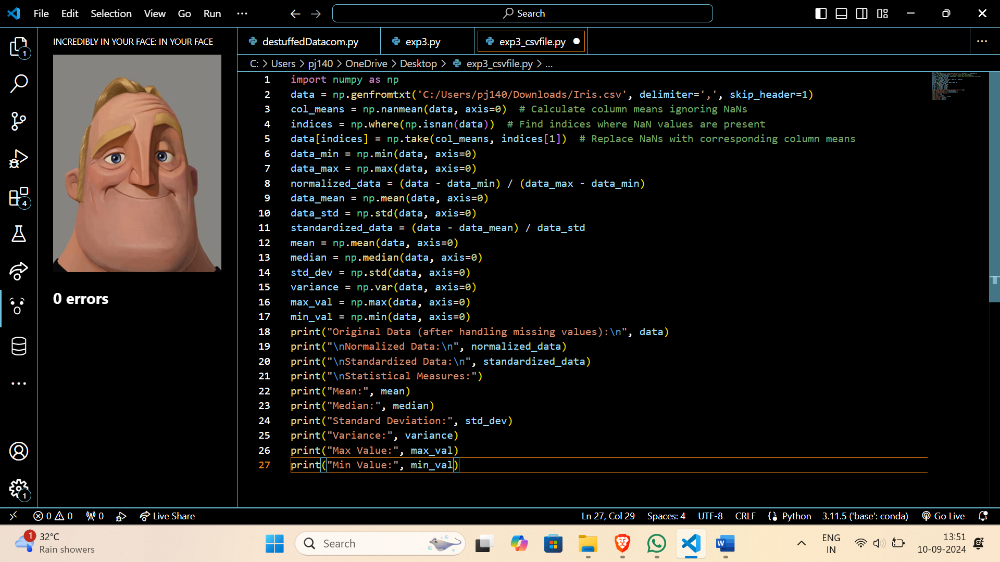 File Edit Selection View Go Run ···
Search
INCREDIBLY IN YOUR FACE: IN YOUR FACE
0 errors
destuffedDatacom.py exp3.py exp3_csvfile.py
C: > Users > pj140 > OneDrive > Desktop > exp3_csvfile.py > ...
1 import numpy as np
2 data = np.genfromtxt('C:/Users/pj140/Downloads/Iris.csv', delimiter=',', skip_header=1)
3 col_means = np.nanmean(data, axis=0)  # Calculate column means ignoring NaNs
4 indices = np.where(np.isnan(data))  # Find indices where NaN values are present
5 data[indices] = np.take(col_means, indices[1])  # Replace NaNs with corresponding column means
6 data_min = np.min(data, axis=0)
7 data_max = np.max(data, axis=0)
8 normalized_data = (data - data_min) / (data_max - data_min)
9 data_mean = np.mean(data, axis=0)
10 data_std = np.std(data, axis=0)
11 standardized_data = (data - data_mean) / data_std
12 mean = np.mean(data, axis=0)
13 median = np.median(data, axis=0)
14 std_dev = np.std(data, axis=0)
15 variance = np.var(data, axis=0)
16 max_val = np.max(data, axis=0)
17 min_val = np.min(data, axis=0)
18 print("Original Data (after handling missing values):\n", data)
19 print("\nNormalized Data:\n", normalized_data)
20 print("\nStandardized Data:\n", standardized_data)
21 print("\nStatistical Measures:")
22 print("Mean:", mean)
23 print("Median:", median)
24 print("Standard Deviation:", std_dev)
25 print("Variance:", variance)
26 print("Max Value:", max_val)
27 print("Min Value:", min_val)
1
4
1
0 0 0 Live Share Ln 27, Col 29 Spaces: 4 UTF-8 CRLF Python 3.11.5 ('base': conda) Go Live
1 32°C
Rain showers
Search
ENG
IN
13:51
10-09-2024